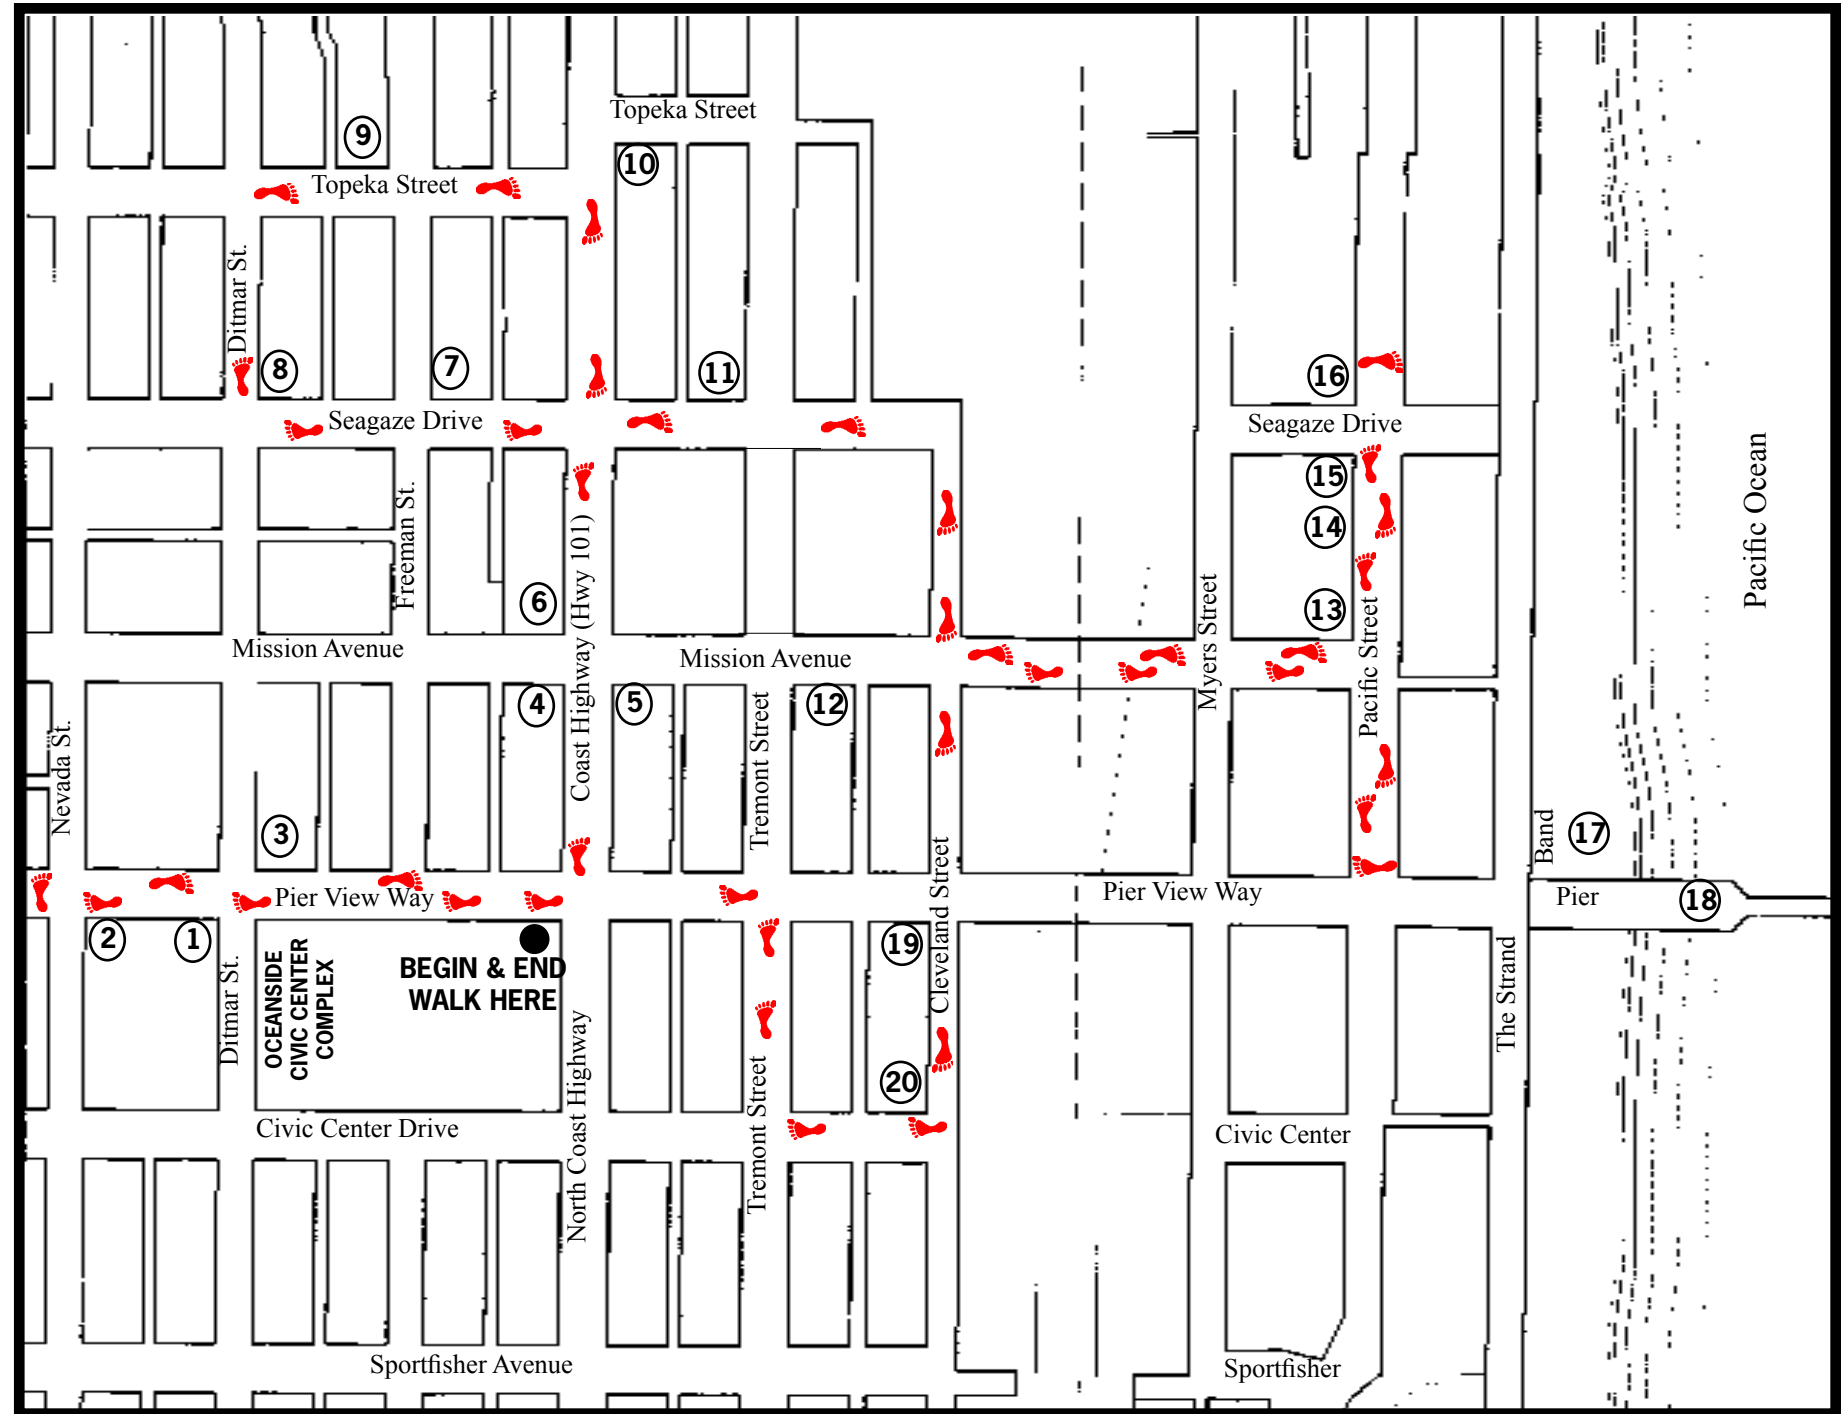 Topeka Street
9
10
Topeka Street
Ditmar St.
8
7
11
16
Seagaze Drive
Seagaze Drive
15
14
13
Freeman St.
6
Coast Highway (Hwy 101)
Pacific Ocean
Mission Avenue
Mission Avenue
Myers Street
Pacific Street
Nevada St.
4
5
Tremont Street
12
3
Band
17
Pier View Way
Pier View Way
Pier
18
2
1
Ditmar St.
OCEANSIDE
CIVIC CENTER
COMPLEX
BEGIN & END
WALK HERE
19
Cleveland Street
20
The Strand
North Coast Highway
Tremont Street
Civic Center Drive
Civic Center
Sportfisher Avenue
Sportfisher